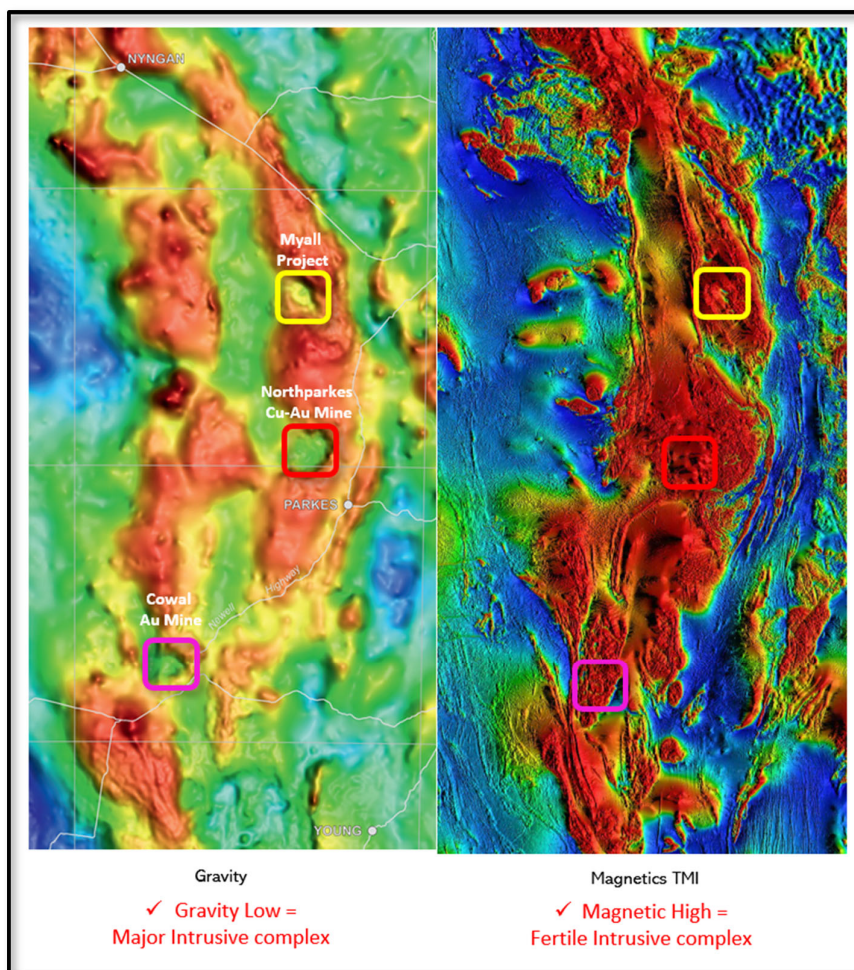 NYNGAN
Myall
Project
Northparkes
Cu-Au Mine
PARKES
Newell Highway
Cowal
Au Mine
YOUNG
Gravity
Magnetics TMI
✓ Gravity Low =
Major Intrusive complex
✓ Magnetic High =
Fertile Intrusive complex